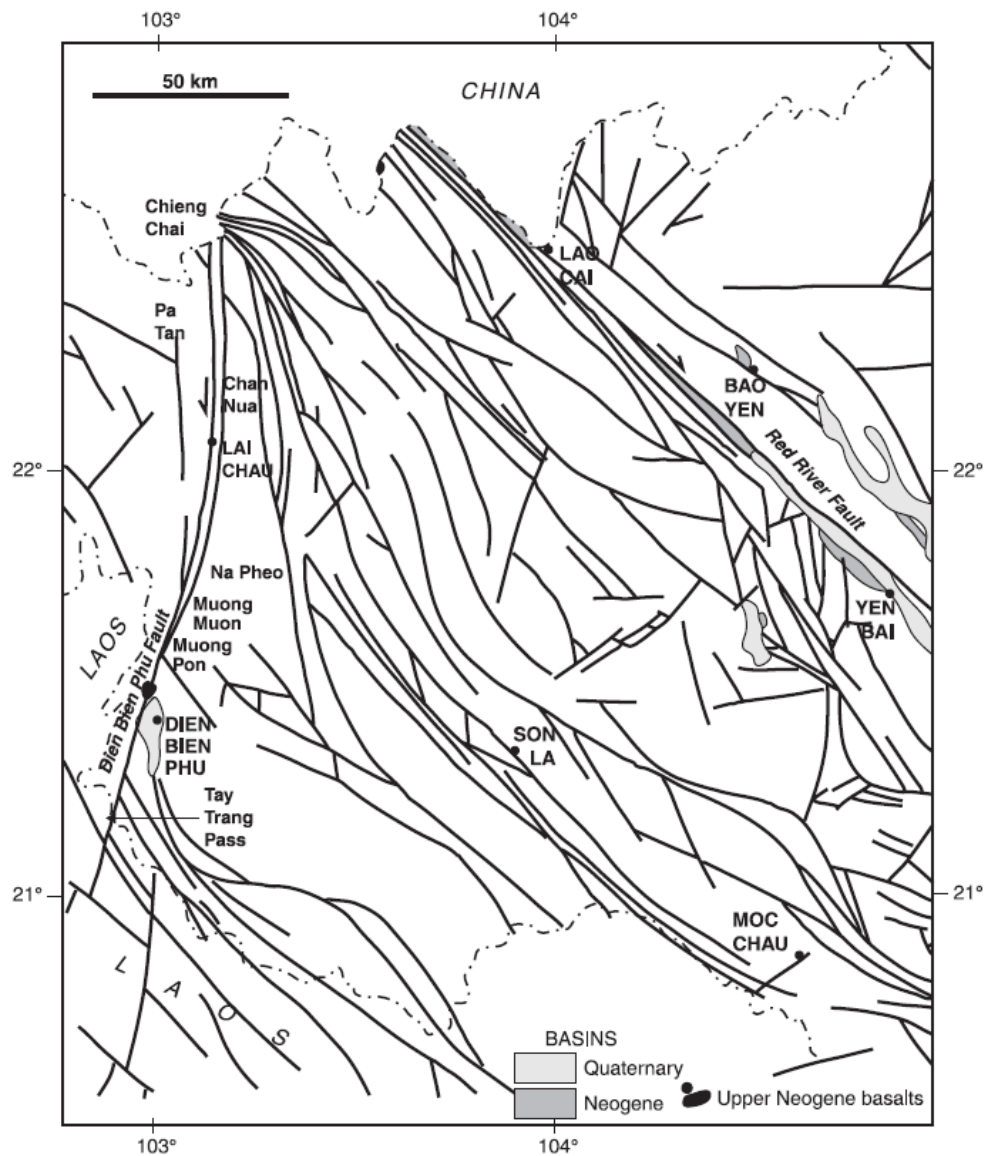 103°
104°
50 km
CHINA
Chieng
Chai
LAO
CAI
Pa
Tan
Chan
Nua
BAO
YEN
LAI
CHAU
22°
22°
Red River Fault
Na Pheo
Muong
Muon
Muong
Pon
YEN
BAI
LAOS
Dien Bien Phu Fault
DIEN
BIEN
PHU
SON
LA
Tay
Trang
Pass
21°
21°
MOC
CHAU
LAOS
BASINS
Quaternary
Neogene
Upper Neogene basalts
103°
104°